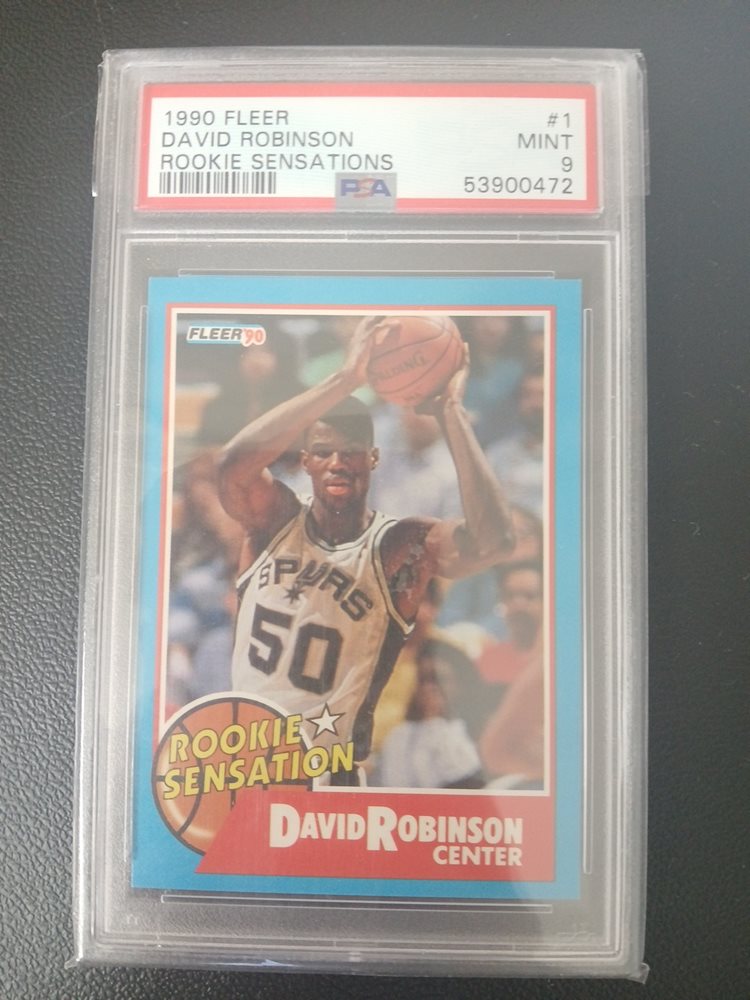 1990 FLEER #1
DAVID ROBINSON MINT
ROOKIE SENSATIONS 9
PSA 53900472
FLEER '90
SPALDING
SPURS
50
ROOKIE
SENSATION
DAVID ROBINSON
CENTER